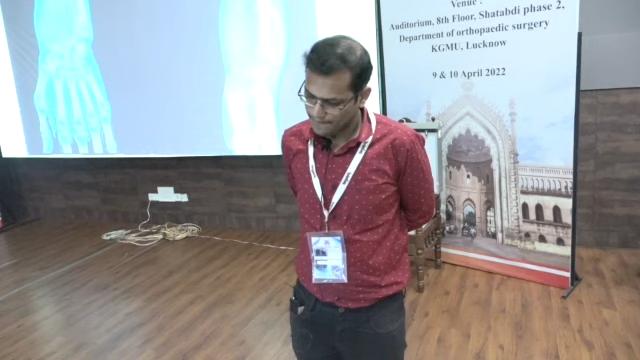 Venue :
Auditorium, 8th Floor, Shatabdi phase 2,
Department of orthopaedic surgery
KGMU, Lucknow
9 & 10 April 2022